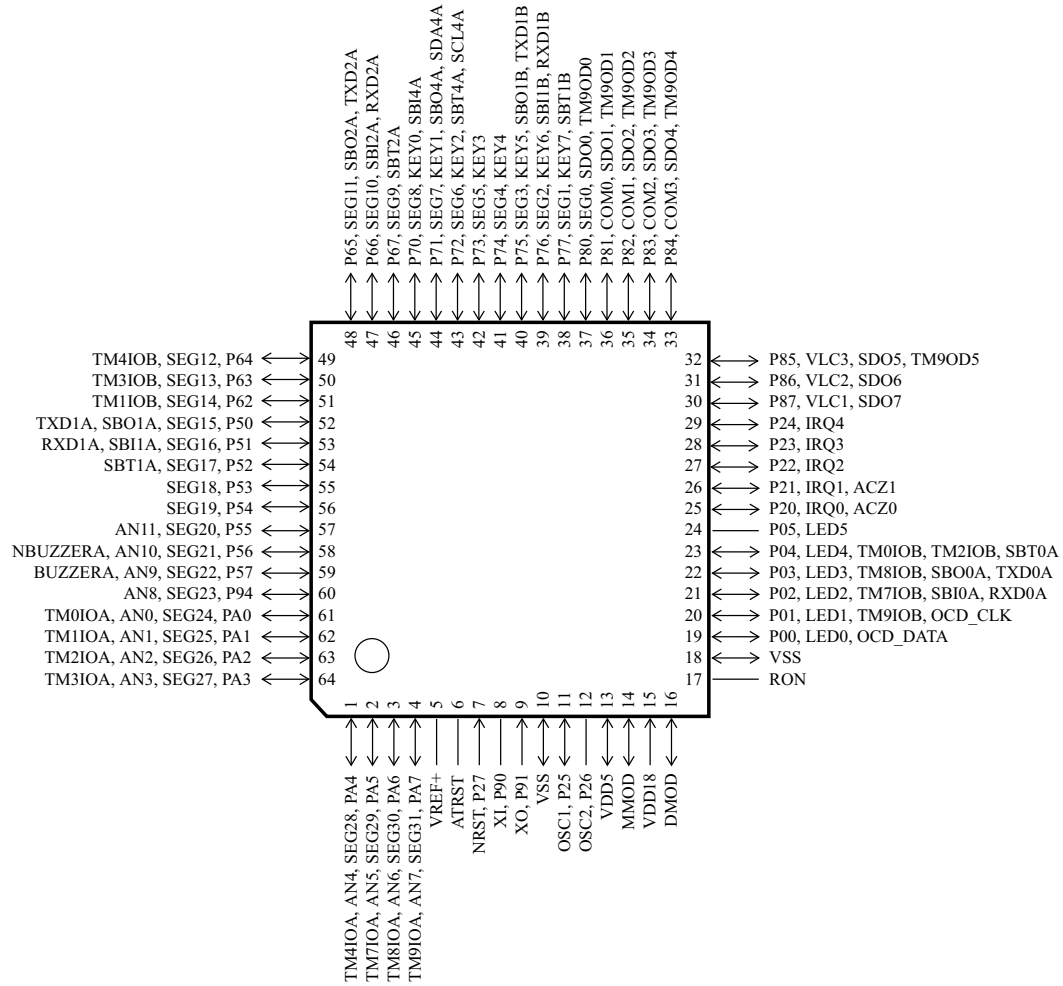 P65, SEG11, SBO2A, TXD2A
P66, SEG10, SBI2A, RXD2A
P67, SEG9, SBT2A
P70, SEG8, KEY0, SBI4A
P71, SEG7, KEY1, SBO4A, SDA4A
P72, SEG6, KEY2, SBT4A, SCL4A
P73, SEG5, KEY3
P74, SEG4, KEY4
P75, SEG3, KEY5, SBO1B, TXD1B
P76, SEG2, KEY6, SBI1B, RXD1B
P77, SEG1, KEY7, SBT1B
P80, SEG0, SDO0, TM9OD0
P81, COM0, SDO1, TM9OD1
P82, COM1, SDO2, TM9OD2
P83, COM2, SDO3, TM9OD3
P84, COM3, SDO4, TM9OD4
48 47 46 45 44 43 42 41 40 39 38 37 36 35 34 33
TM4IOB, SEG12, P64 49
TM3IOB, SEG13, P63 50
TM1IOB, SEG14, P62 51
TXD1A, SBO1A, SEG15, P50 52
RXD1A, SBI1A, SEG16, P51 53
SBT1A, SEG17, P52 54
SEG18, P53 55
SEG19, P54 56
AN11, SEG20, P55 57
NBUZZERA, AN10, SEG21, P56 58
BUZZERA, AN9, SEG22, P57 59
AN8, SEG23, P94 60
TM0IOA, AN0, SEG24, PA0 61
TM1IOA, AN1, SEG25, PA1 62
TM2IOA, AN2, SEG26, PA2 63
TM3IOA, AN3, SEG27, PA3 64
32 P85, VLC3, SDO5, TM9OD5
31 P86, VLC2, SDO6
30 P87, VLC1, SDO7
29 P24, IRQ4
28 P23, IRQ3
27 P22, IRQ2
26 P21, IRQ1, ACZ1
25 P20, IRQ0, ACZ0
24 P05, LED5
23 P04, LED4, TM0IOB, TM2IOB, SBT0A
22 P03, LED3, TM8IOB, SBO0A, TXD0A
21 P02, LED2, TM7IOB, SBI0A, RXD0A
20 P01, LED1, TM9IOB, OCD_CLK
19 P00, LED0, OCD_DATA
18 VSS
17 RON
1 2 3 4 5 6 7 8 9 10 11 12 13 14 15 16
TM4IOA, AN4, SEG28, PA4
TM7IOA, AN5, SEG29, PA5
TM8IOA, AN6, SEG30, PA6
TM9IOA, AN7, SEG31, PA7
VREF+
ATRST
NRST, P27
XI, P90
XO, P91
VSS
OSC1, P25
OSC2, P26
VDD5
MMOD
VDD18
DMOD